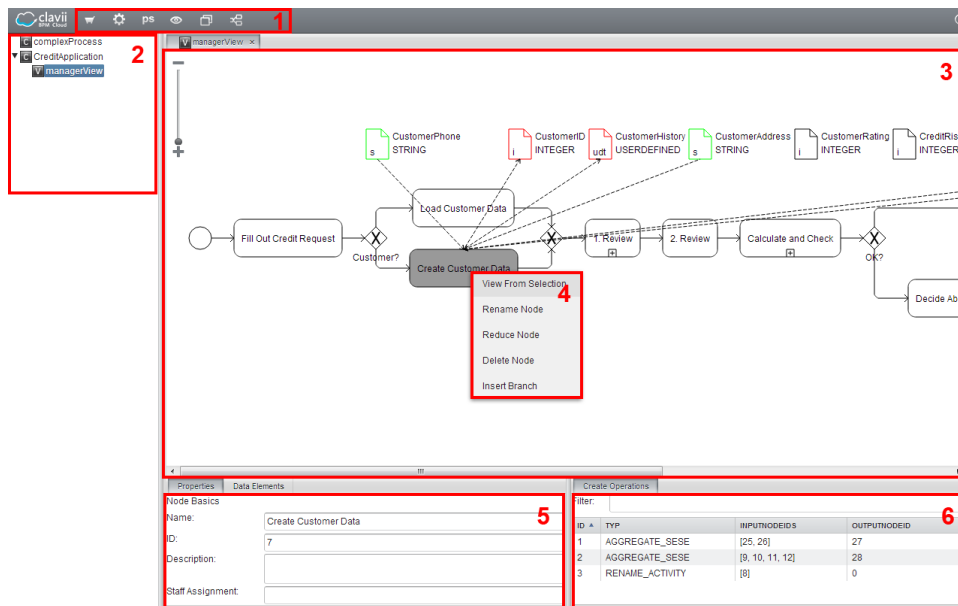 clavii
BPM Cloud
ps
1
complexProcess
CreditApplication
managerView
2
managerView ×
3
CustomerPhone
STRING
s
CustomerID
INTEGER
i
CustomerHistory
USERDEFINED
udt
CustomerAddress
STRING
s
CustomerRating
INTEGER
i
CreditRis
INTEGER
i
Load Customer Data
Fill Out Credit Request
X
Customer?
X
1. Review
2. Review
Calculate and Check
X
OK?
Create Customer Data
Decide Ab
View From Selection
4
Rename Node
Reduce Node
Delete Node
Insert Branch
Properties Data Elements
Node Basics
5
Name: Create Customer Data
ID: 7
Description:
Staff Assignment:
Create Operations
Filter:
6
ID TYP INPUTNODEIDS OUTPUTNODEID
1 AGGREGATE_SESE [25, 26] 27
2 AGGREGATE_SESE [9, 10, 11, 12] 28
3 RENAME_ACTIVITY [8] 0